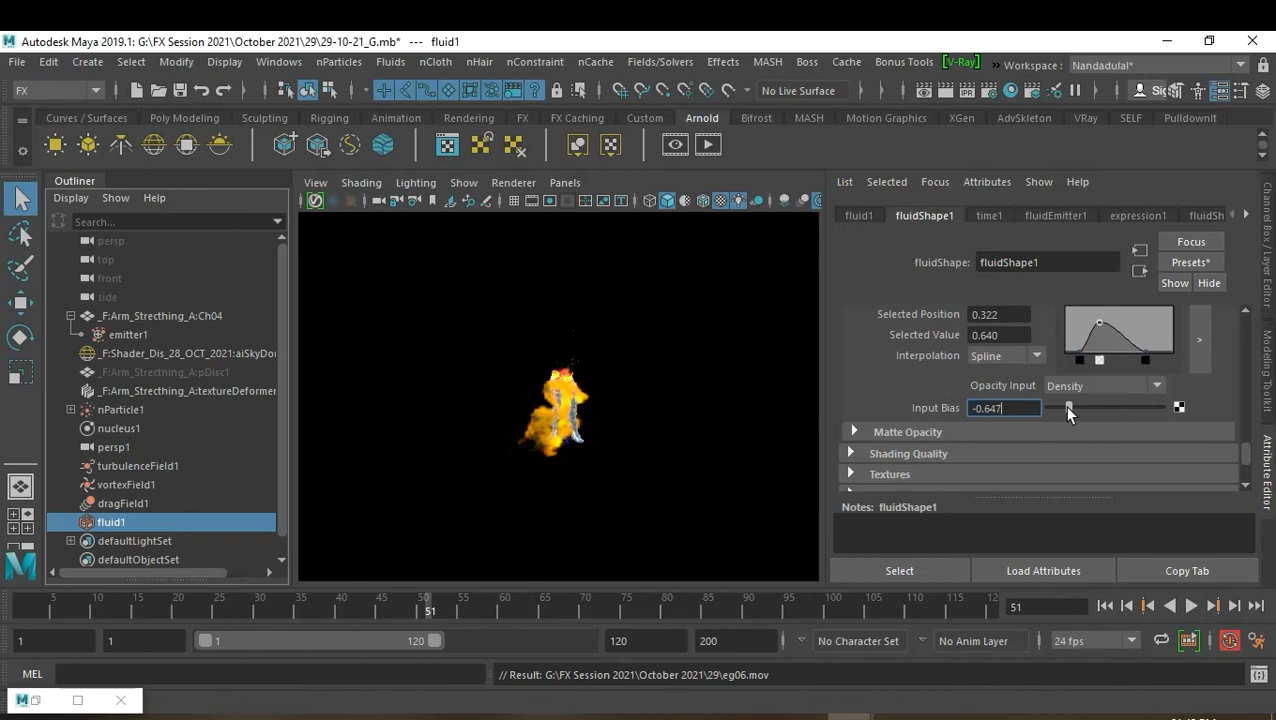 Autodesk Maya 2019.1: G:\FX Session 2021\October 2021\29\29-10-21_G.mb* --- fluid1
File Edit Create Select Modify Display Windows nParticles Fluids nCloth nHair nConstraint nCache Fields/Solvers Effects MASH Boss Cache Bonus Tools [V-Ray] Workspace : Nandadulal*
FX No Live Surface
Curves / Surfaces Poly Modeling Sculpting Rigging Animation Rendering FX FX Caching Custom Arnold Bifrost MASH Motion Graphics XGen AdvSkeleton VRay SELF PulldownIt
Outliner
Display Show Help
Search...
persp
top
front
side
_F:Arm_Strecthing_A:Ch04
emitter1
_F:Shader_Dis_28_OCT_2021:aiSkyDo
_F:Arm_Strecthing_A:pDisc1
_F:Arm_Strecthing_A:textureDeformer
nParticle1
nucleus1
persp1
turbulenceField1
vortexField1
dragField1
fluid1
defaultLightSet
defaultObjectSet
View Shading Lighting Show Renderer Panels
List Selected Focus Attributes Show Help
fluid1 fluidShape1 time1 fluidEmitter1 expression1 fluidSh
fluidShape: fluidShape1
Focus
Presets*
Show Hide
Selected Position 0.322
Selected Value 0.640
Interpolation Spline
>
Opacity Input Density
Input Bias -0.647
Matte Opacity
Shading Quality
Textures
Notes: fluidShape1
Select Load Attributes Copy Tab
Channel Box / Layer Editor
Modeling Toolkit
Attribute Editor
5 10 15 20 25 30 35 40 45 50 55 60 65 70 75 80 85 90 95 100 105 110 115 12
51 51
1 1 1 120 120 200 No Character Set No Anim Layer 24 fps
MEL // Result: G:\FX Session 2021\October 2021\29\eg06.mov